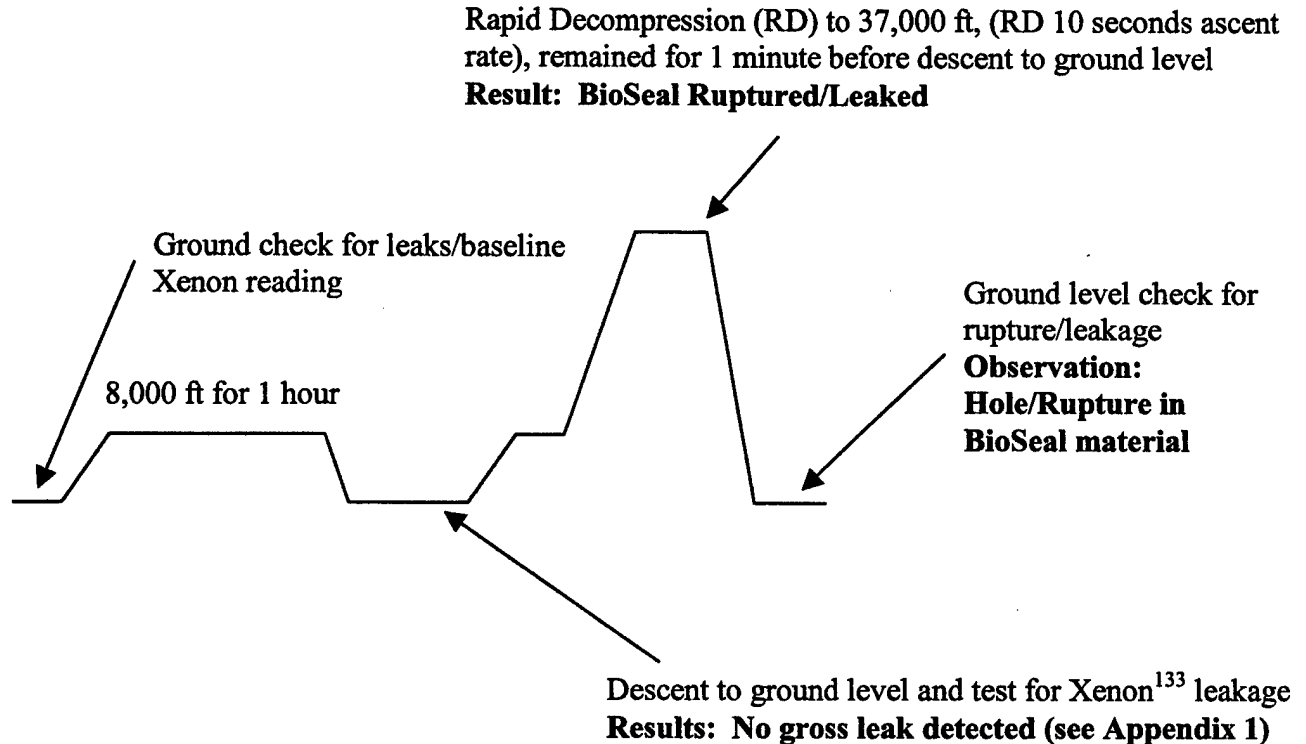 Rapid Decompression (RD) to 37,000 ft, (RD 10 seconds ascent
rate), remained for 1 minute before descent to ground level
Result: BioSeal Ruptured/Leaked
Ground check for leaks/baseline
Xenon reading
8,000 ft for 1 hour
Ground level check for
rupture/leakage
Observation:
Hole/Rupture in
BioSeal material
Descent to ground level and test for Xenon¹³³ leakage
Results: No gross leak detected (see Appendix 1)